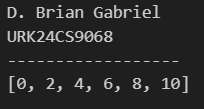 D. Brian Gabriel
URK24CS9068
------------------
[0, 2, 4, 6, 8, 10]